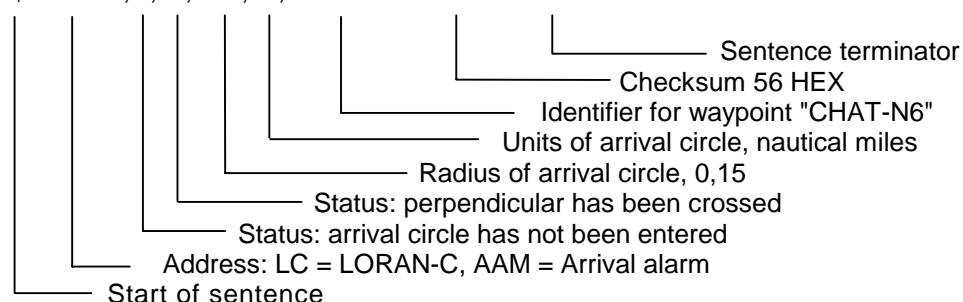 Sentence terminator
Checksum 56 HEX
Identifier for waypoint "CHAT-N6"
Units of arrival circle, nautical miles
Radius of arrival circle, 0,15
Status: perpendicular has been crossed
Status: arrival circle has not been entered
Address: LC = LORAN-C, AAM = Arrival alarm
Start of sentence